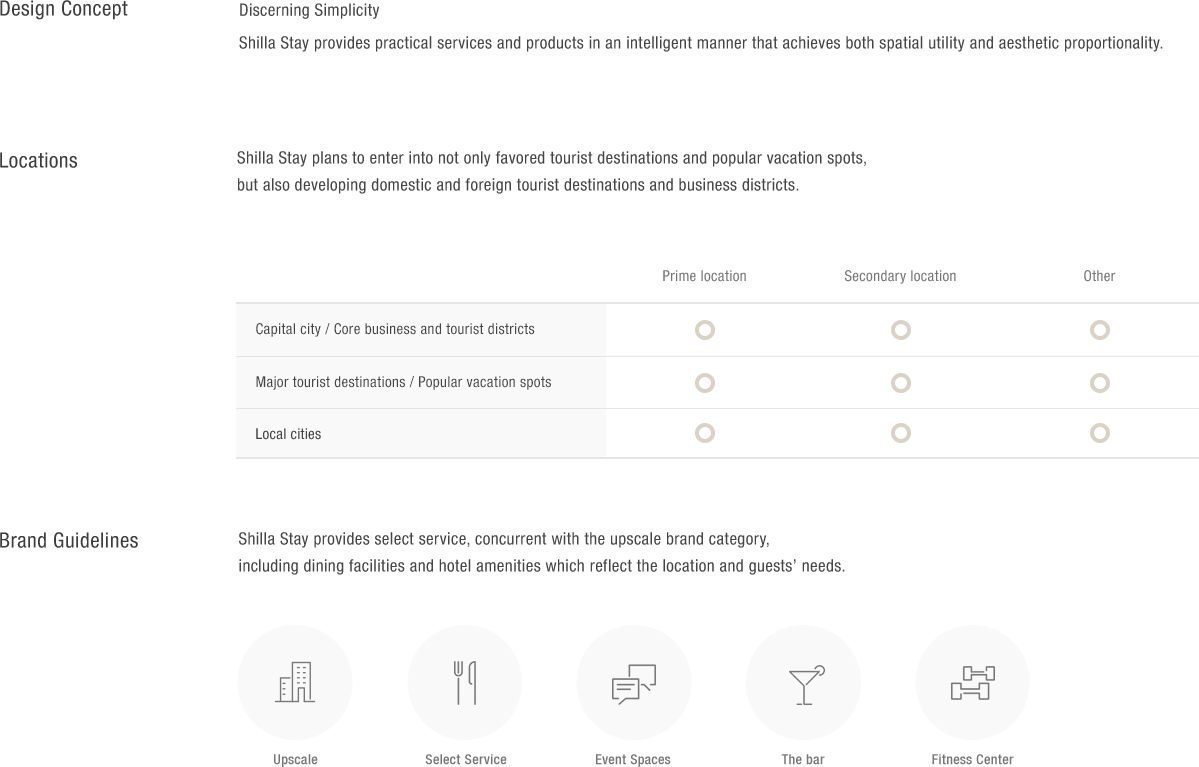 Design Concept
Discerning Simplicity
Shilla Stay provides practical services and products in an intelligent manner that achieves both spatial utility and aesthetic proportionality.
Locations
Shilla Stay plans to enter into not only favored tourist destinations and popular vacation spots,
but also developing domestic and foreign tourist destinations and business districts.
Prime location Secondary location Other
Capital city / Core business and tourist districts
Major tourist destinations / Popular vacation spots
Local cities
Brand Guidelines
Shilla Stay provides select service, concurrent with the upscale brand category,
including dining facilities and hotel amenities which reflect the location and guests’ needs.
Upscale Select Service Event Spaces The bar Fitness Center